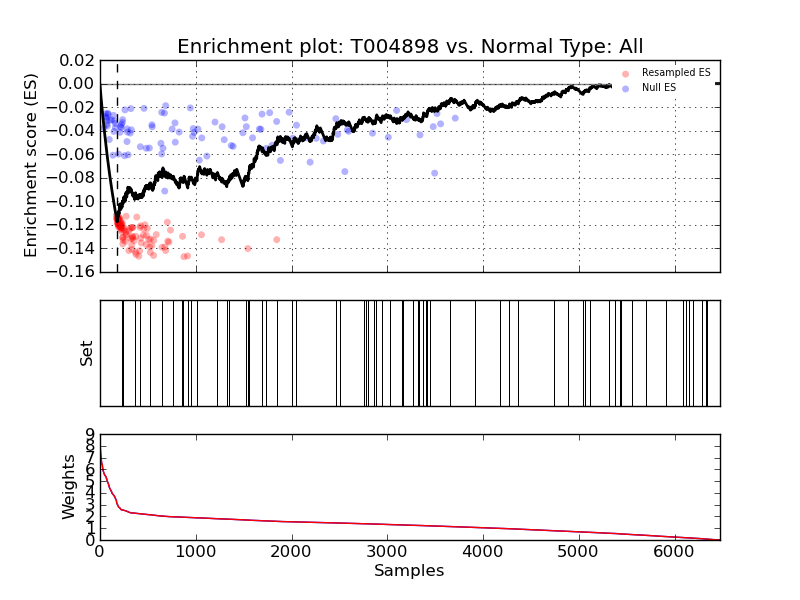 Enrichment plot: T004898 vs. Normal Type: All
Enrichment score (ES)
0.02
0.00
−0.02
−0.04
−0.06
−0.08
−0.10
−0.12
−0.14
−0.16
Resampled ES
Null ES
Set
Weights
9
8
7
6
5
4
3
2
1
0
0 1000 2000 3000 4000 5000 6000
Samples